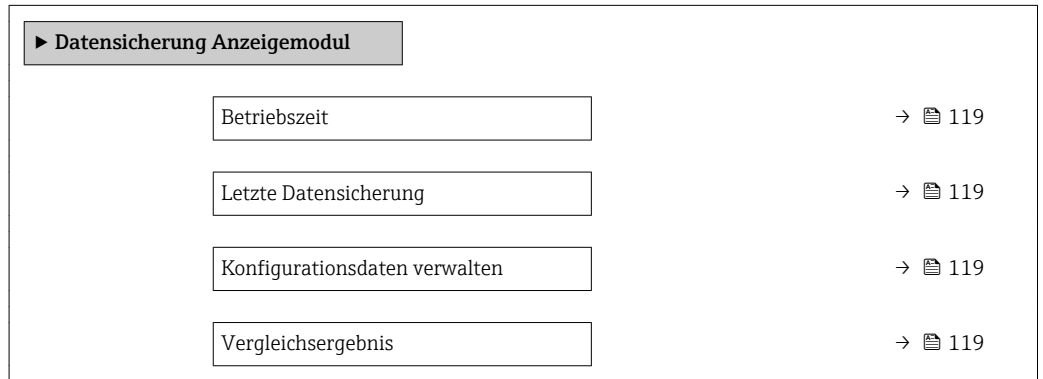 ▶ Datensicherung Anzeigemodul
Betriebszeit → 119
Letzte Datensicherung → 119
Konfigurationsdaten verwalten → 119
Vergleichsergebnis → 119